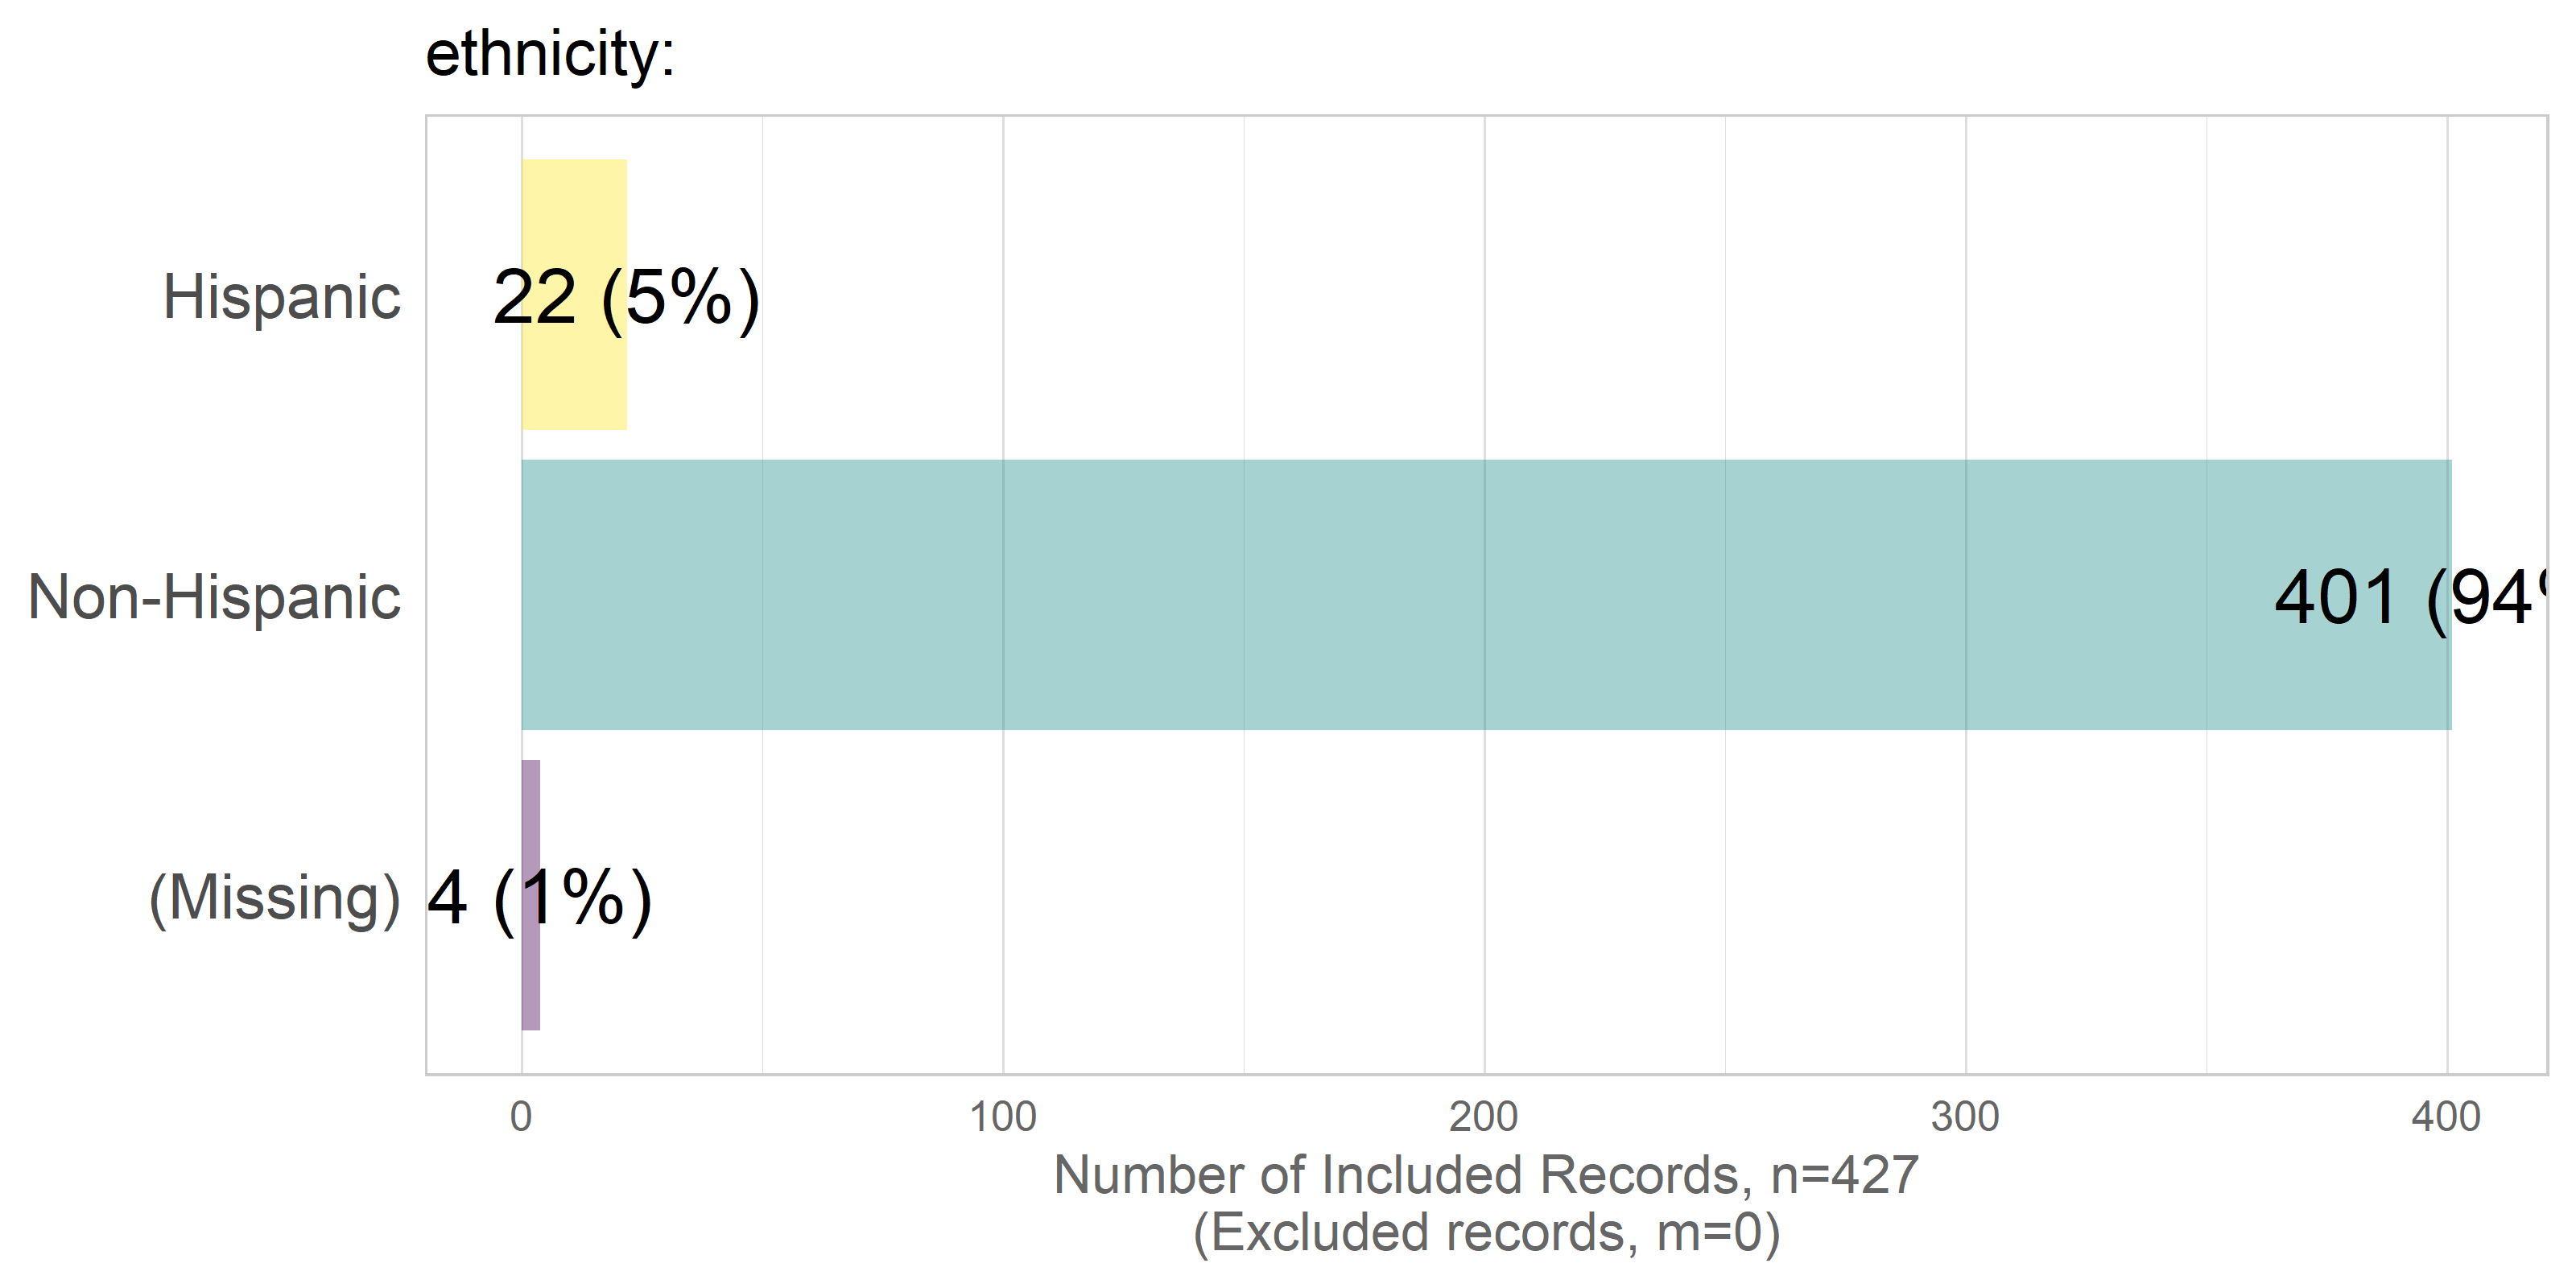 ethnicity:
Hispanic
22 (5%)
Non-Hispanic
401 (94%
(Missing)
4 (1%)
0 100 200 300 400
Number of Included Records, n=427
(Excluded records, m=0)